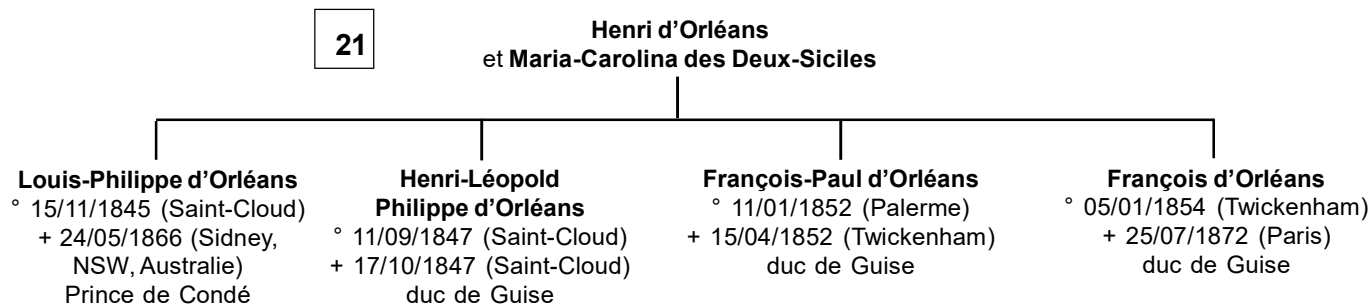 21
Henri d’Orléans
et Maria-Carolina des Deux-Siciles
Louis-Philippe d’Orléans
° 15/11/1845 (Saint-Cloud)
+ 24/05/1866 (Sidney,
NSW, Australie)
Prince de Condé
Henri-Léopold
Philippe d’Orléans
° 11/09/1847 (Saint-Cloud)
+ 17/10/1847 (Saint-Cloud)
duc de Guise
François-Paul d’Orléans
° 11/01/1852 (Palerme)
+ 15/04/1852 (Twickenham)
duc de Guise
François d’Orléans
° 05/01/1854 (Twickenham)
+ 25/07/1872 (Paris)
duc de Guise